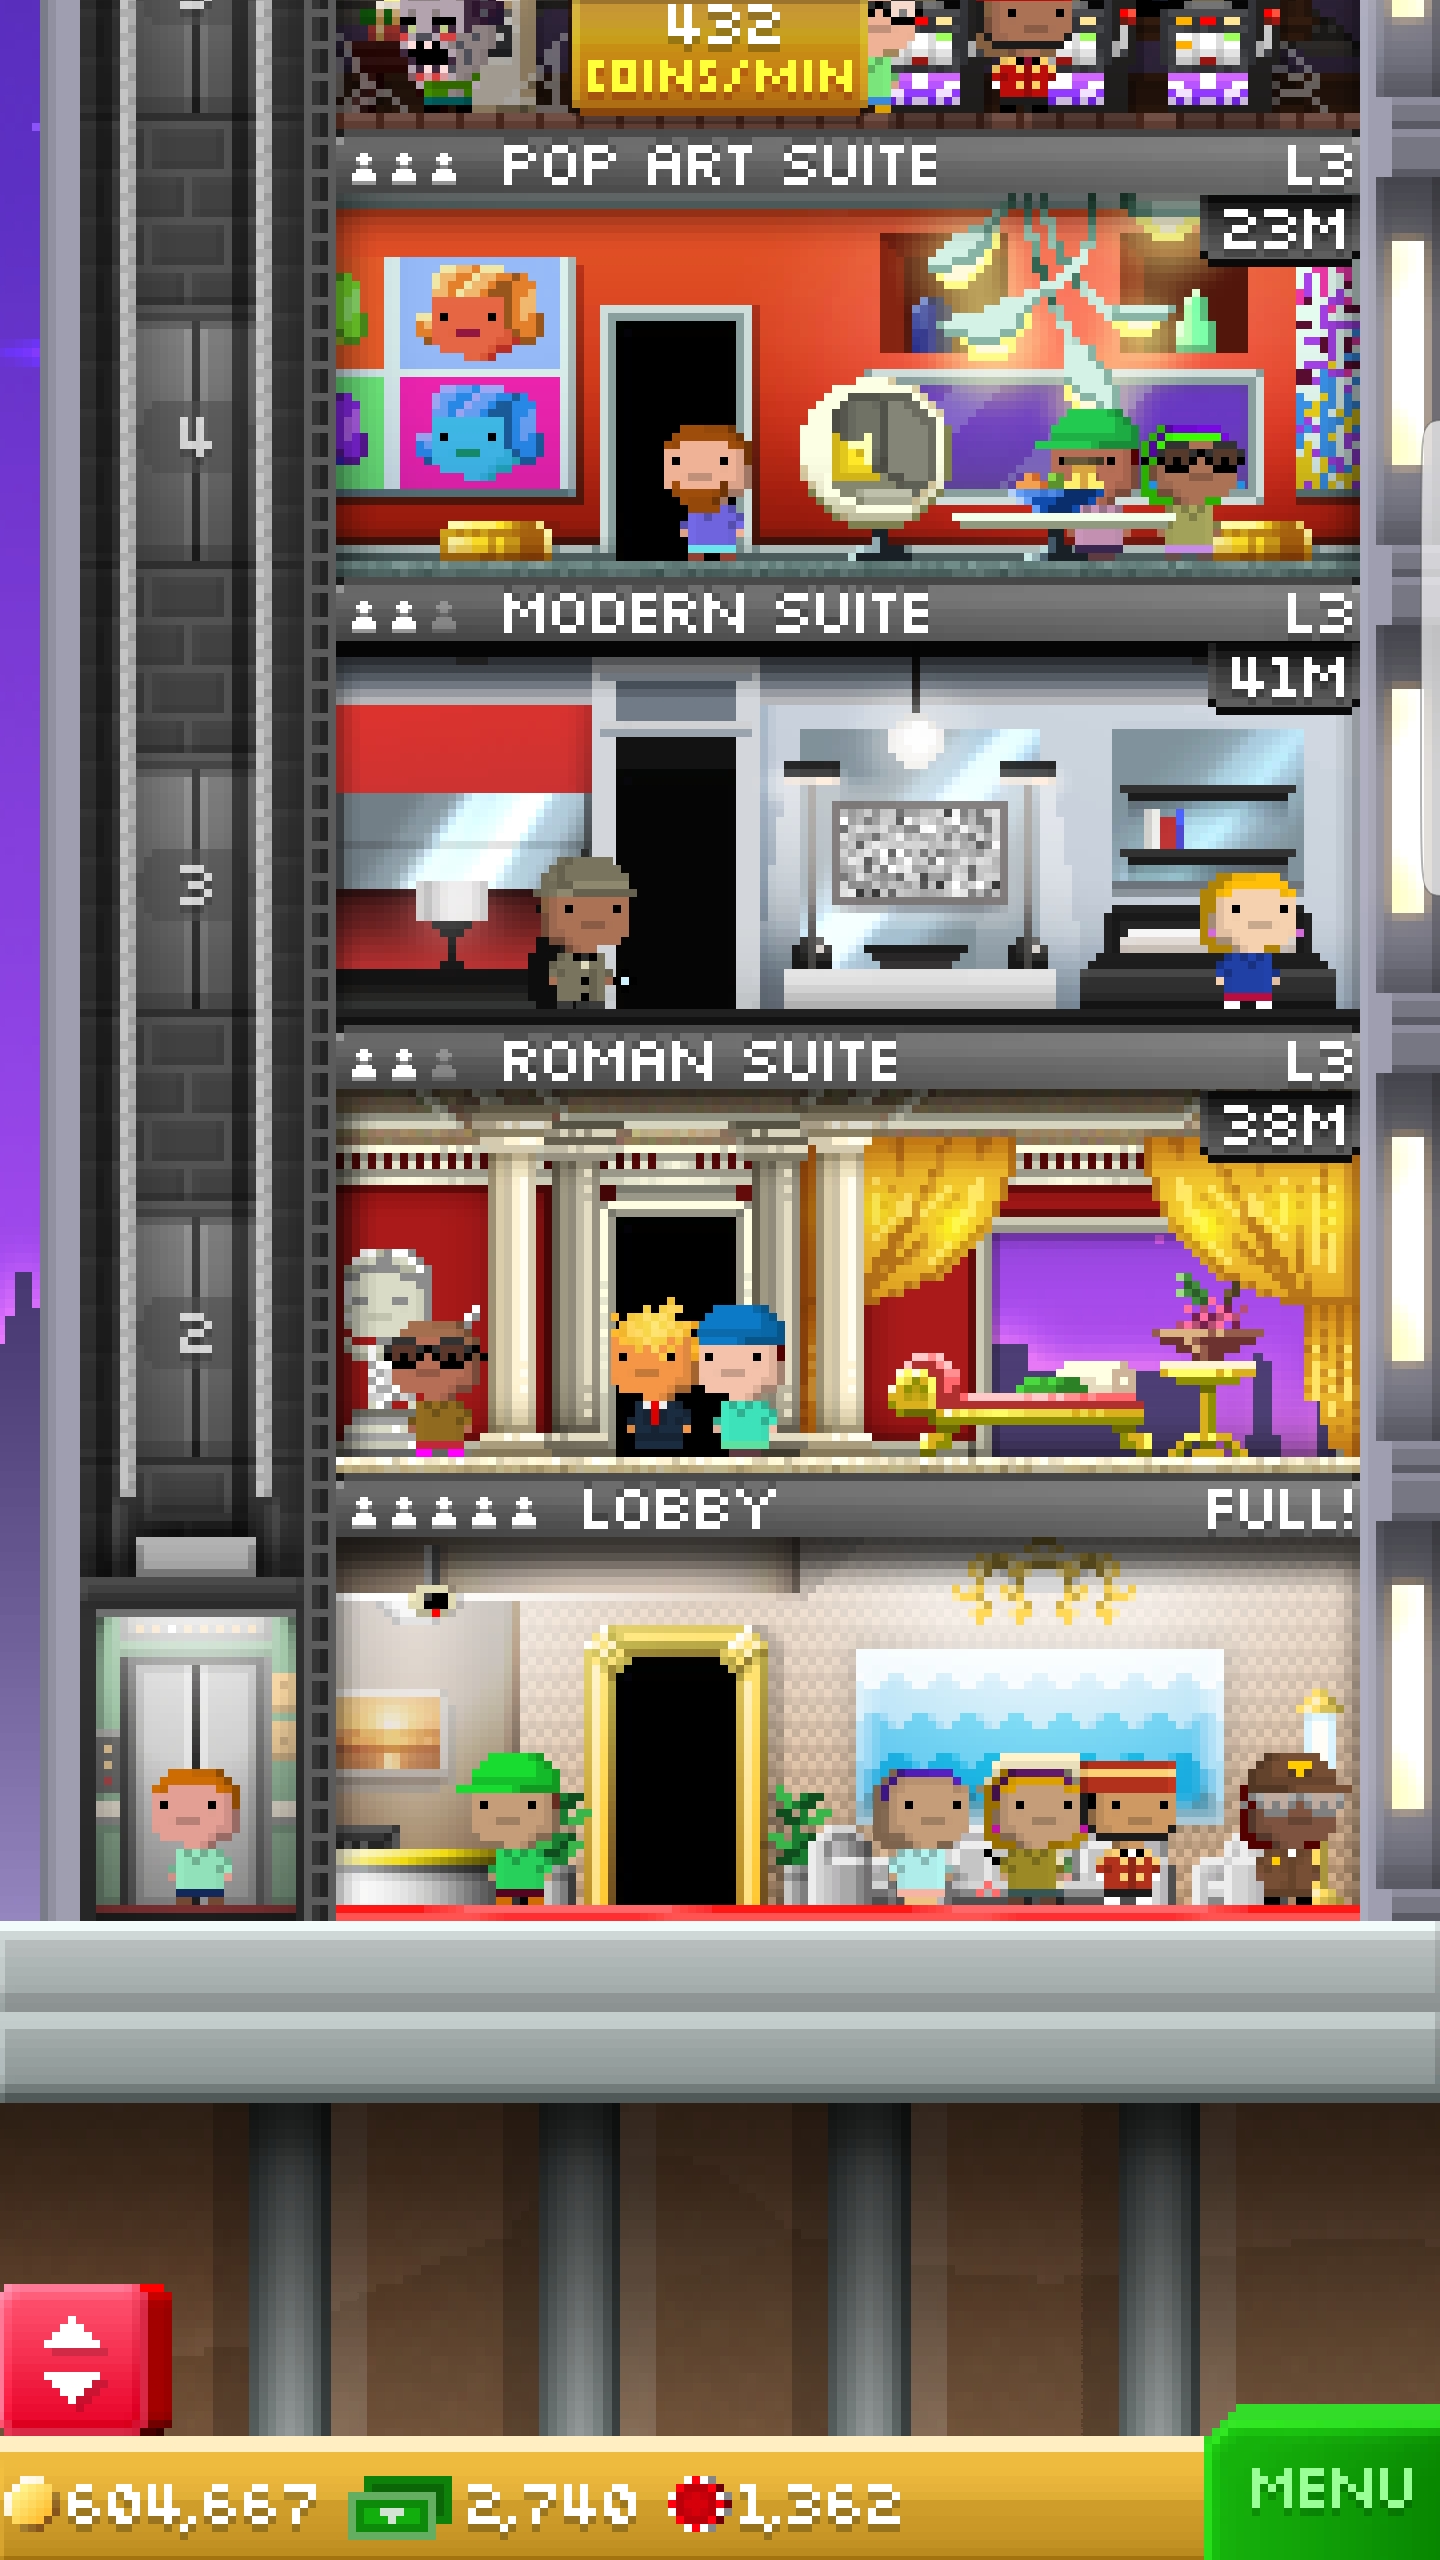 432
COINS/MIN
POP ART SUITE L3
23M
4
MODERN SUITE L3
41M
3
ROMAN SUITE L3
38M
2
LOBBY FULL!
604,667 2,740 1,362
MENU